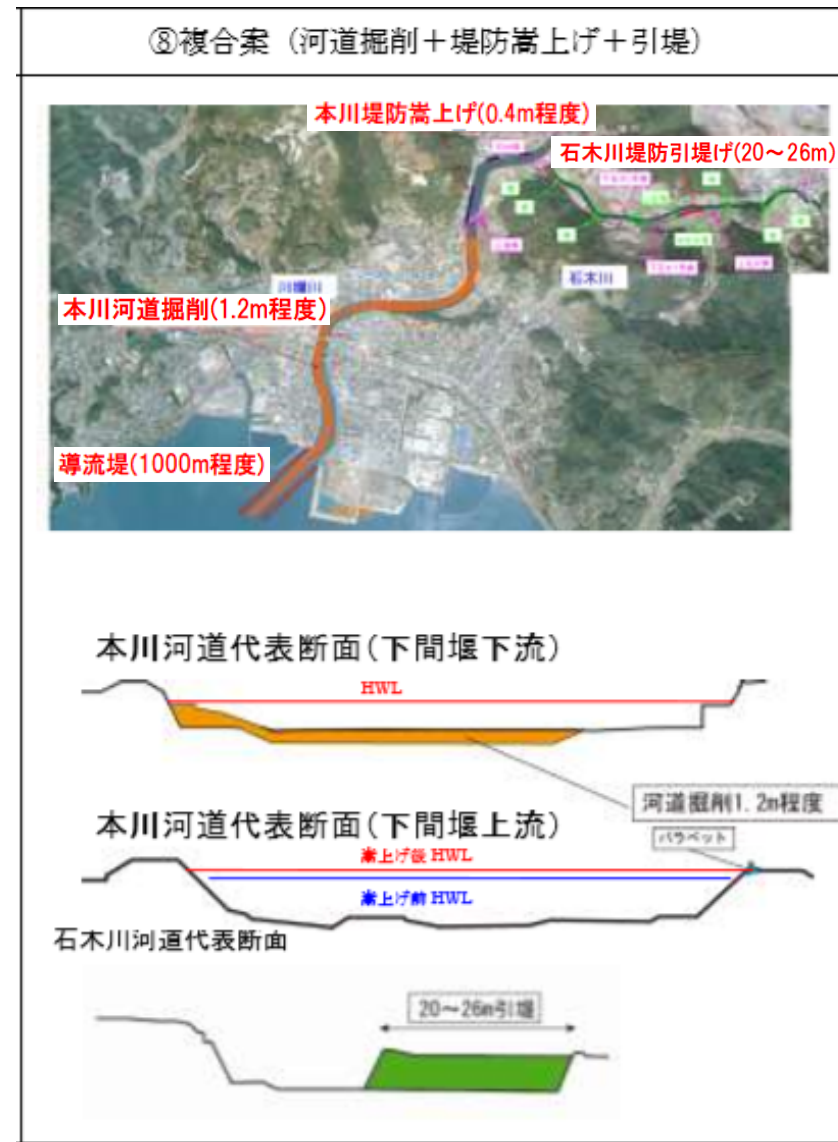 ⑧複合案（河道掘削＋堤防嵩上げ＋引堤）
本川堤防嵩上げ(0.4m程度)
石木川堤防引堤げ(20～26m)
川棚川
石木川
本川河道掘削(1.2m程度)
導流堤(1000m程度)
本川河道代表断面(下間堰下流)
HWL
河道掘削1.2m程度
本川河道代表断面(下間堰上流)
パラペット
嵩上げ後 HWL
嵩上げ前 HWL
石木川河道代表断面
20～26m引堤